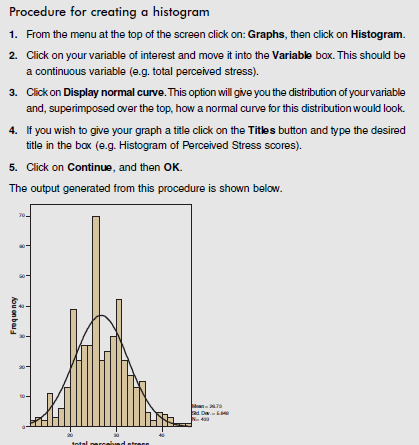 Procedure for creating a histogram
1. From the menu at the top of the screen click on: Graphs, then click on Histogram.
2. Click on your variable of interest and move it into the Variable box. This should be
a continuous variable (e.g. total perceived stress).
3. Click on Display normal curve. This option will give you the distribution of your variable
and, superimposed over the top, how a normal curve for this distribution would look.
4. If you wish to give your graph a title click on the Titles button and type the desired
title in the box (e.g. Histogram of Perceived Stress scores).
5. Click on Continue, and then OK.
The output generated from this procedure is shown below.
70
60
50
40
30
20
10
0
Frequency
Mean = 26.73
Std. Dev. = 5.848
N = 433
20 30 40
total perceived stress